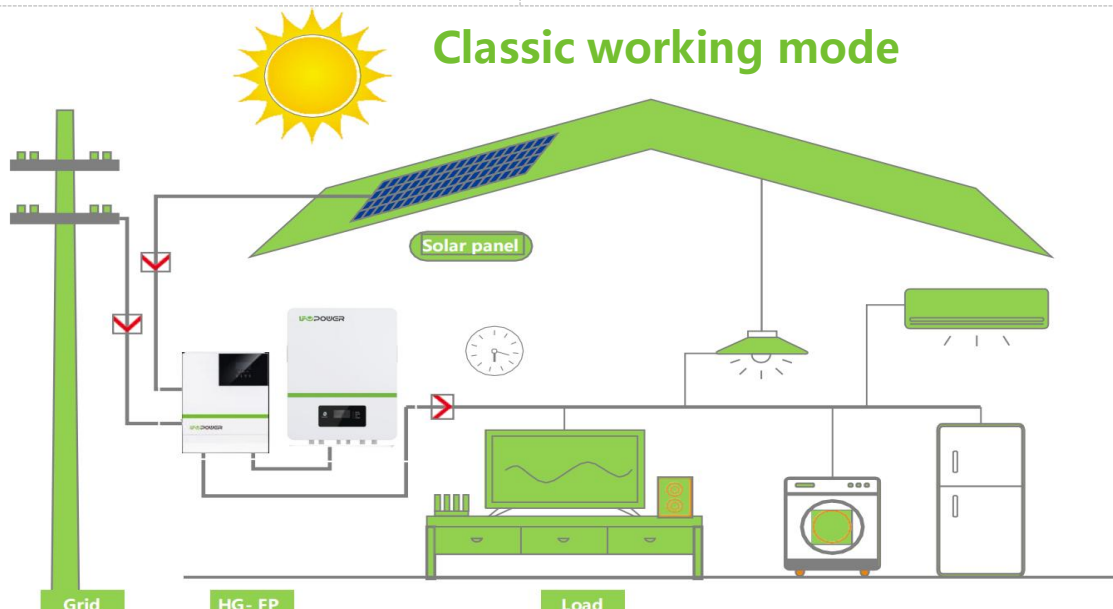 Classic working mode
Solar panel
POWER
POWER
Grid
HG- EP
Load